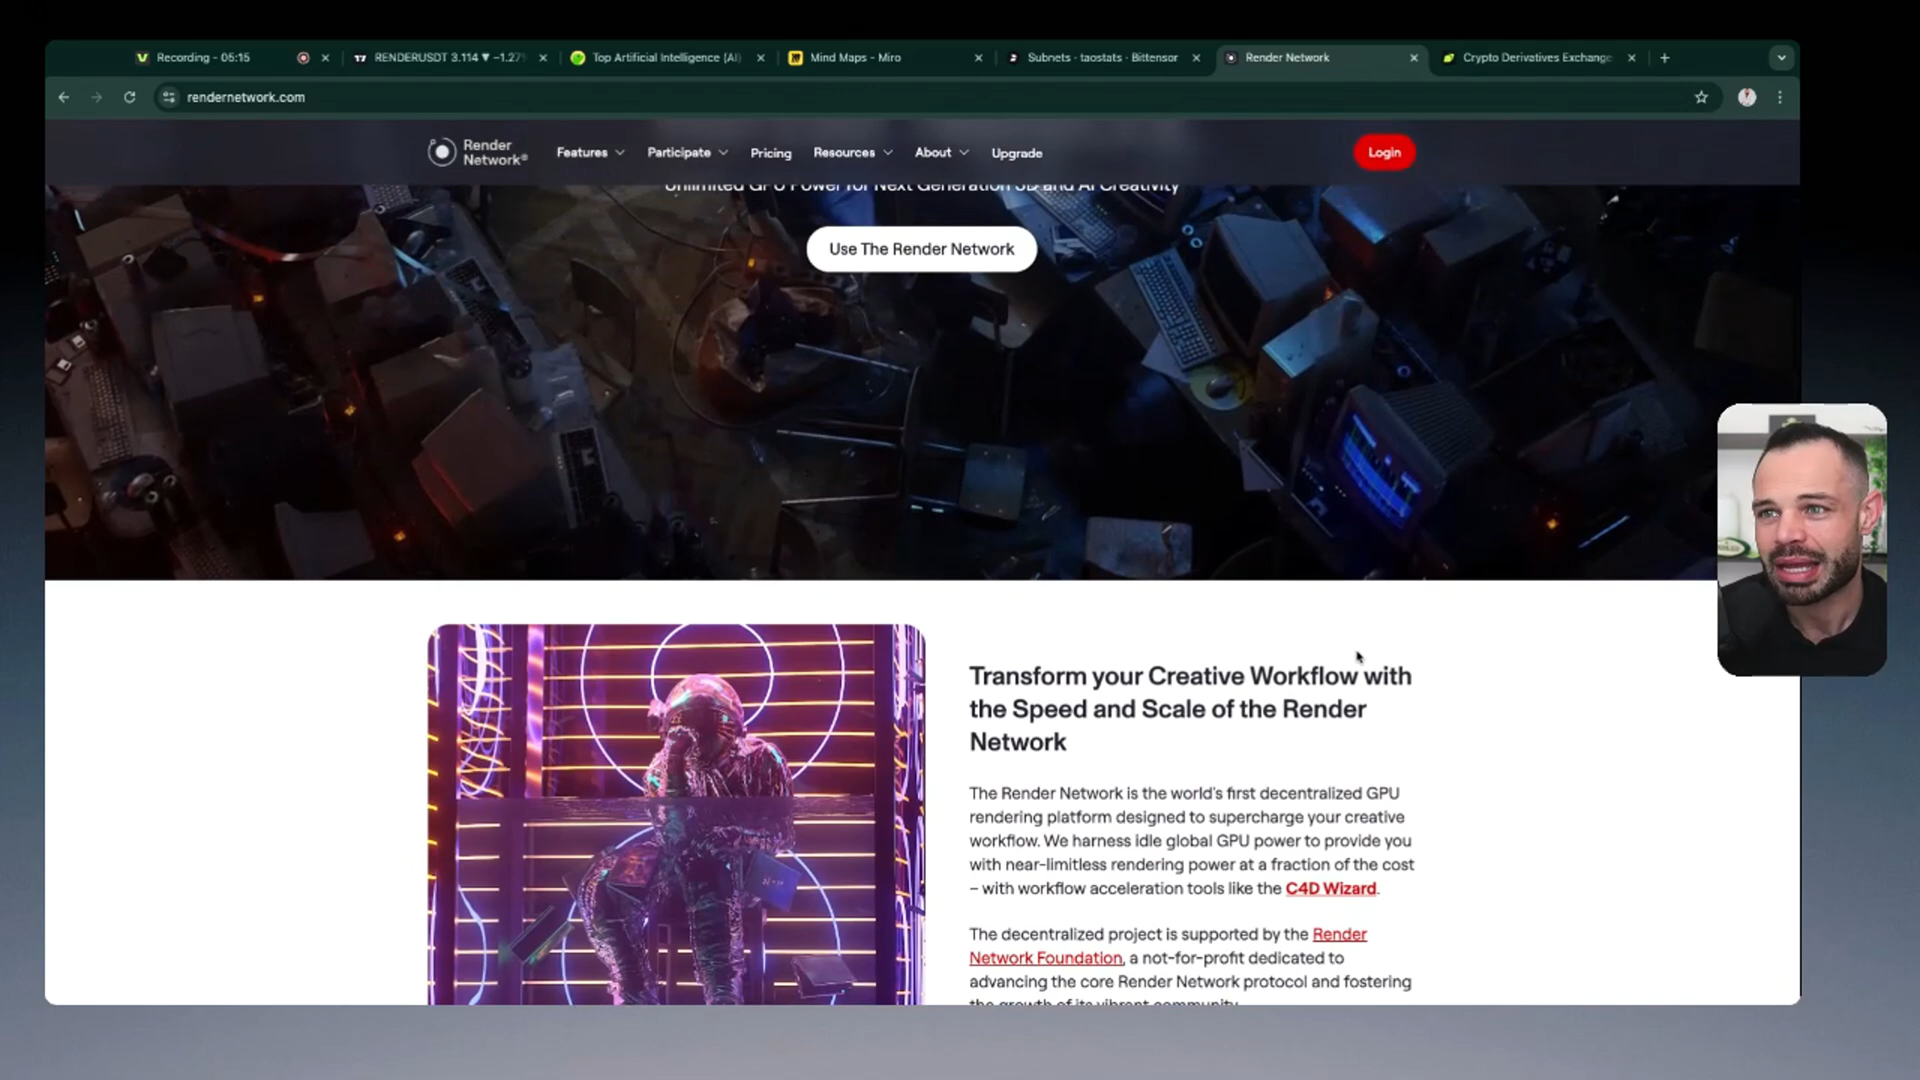 Recording - 05:15
RENDERUSDT 3.114 ▼ -1.27
Top Artificial Intelligence (AI)
Mind Maps - Miro
Subnets · taostats · Bittensor
Render Network
Crypto Derivatives Exchange
rendernetwork.com
Render
Network®
Features
Participate
Pricing
Resources
About
Upgrade
Login
Unlimited GPU Power for Next Generation 3D and AI Creativity
Use The Render Network
Transform your Creative Workflow with
the Speed and Scale of the Render
Network
The Render Network is the world's first decentralized GPU
rendering platform designed to supercharge your creative
workflow. We harness idle global GPU power to provide you
with near-limitless rendering power at a fraction of the cost
– with workflow acceleration tools like the C4D Wizard.
The decentralized project is supported by the Render
Network Foundation, a not-for-profit dedicated to
advancing the core Render Network protocol and fostering
the growth of its vibrant community.